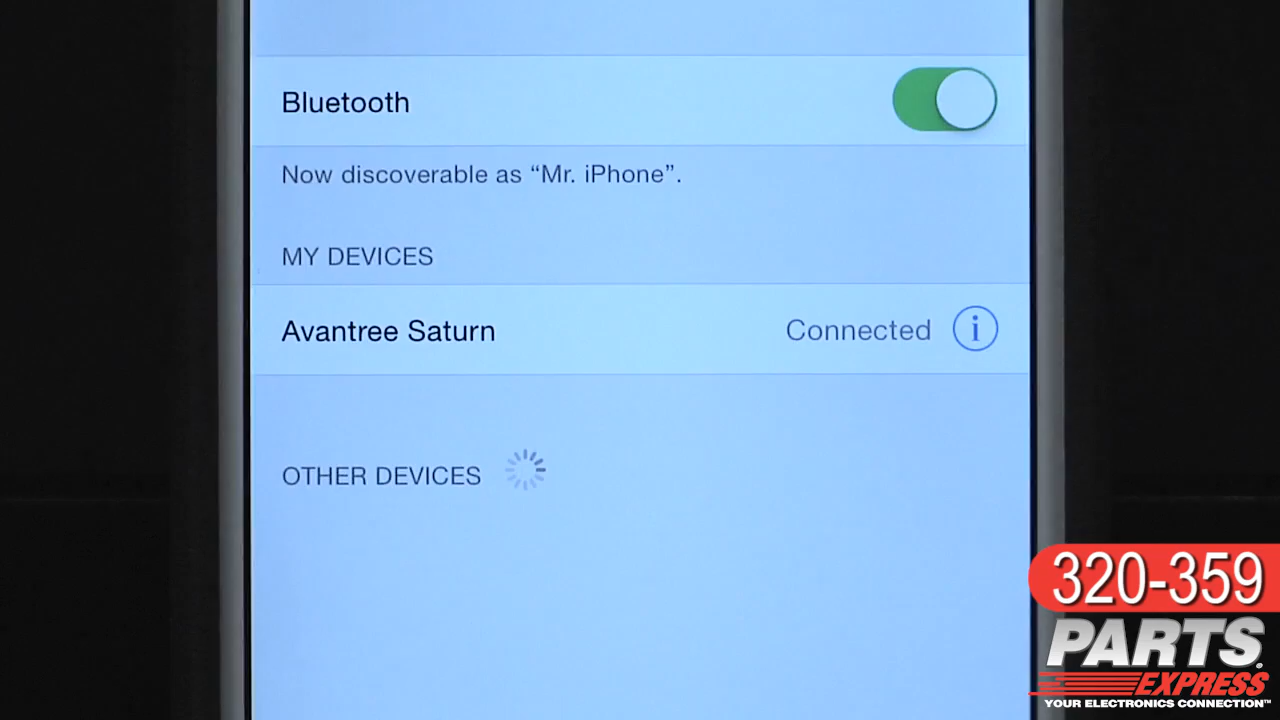 Bluetooth
Now discoverable as “Mr. iPhone”.
MY DEVICES
Avantree Saturn Connected i
OTHER DEVICES
320-359
PARTS®
EXPRESS
YOUR ELECTRONICS CONNECTION™